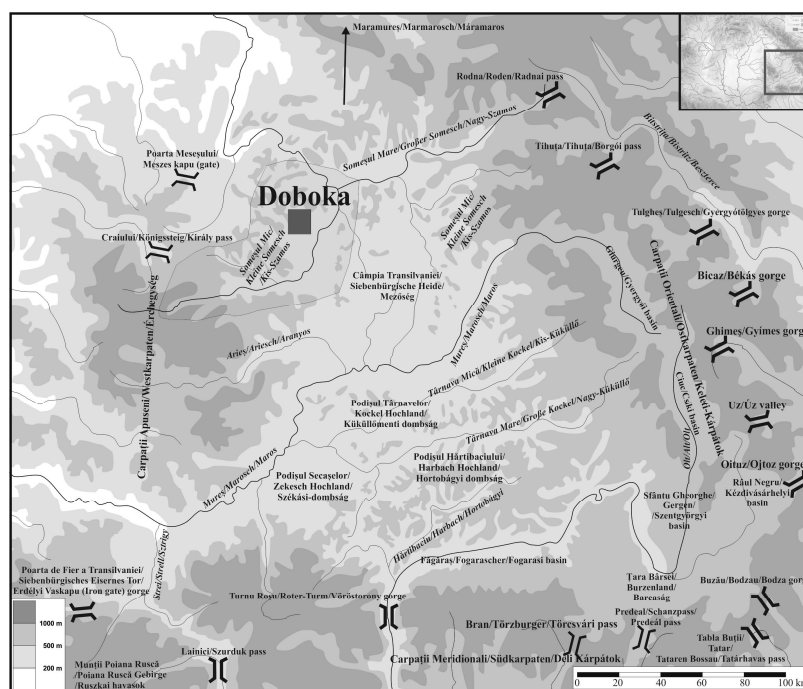 Maramureș/Marmarosch/Máramaros
Rodna/Roden/Radnai pass
Bistrița/Bistritz/Beszterce
Someșul Mare/Großer Somesch/Nagy-Szamos
Tihuța/Tihuta/Borgói pass
Poarta Meseșului/
Meszes kapu (gate)
Doboka
Someșul Mic/
Kleine Somesch
/Kis-Szamos
Tulgheș/Tulgesch/Gyergyótölgyes gorge
Craiului/Königssteig/Király pass
Someșul Mic/
Kleine Somesch
/Kis-Szamos
Câmpia Transilvaniei/
Siebenbürgische Heide/
Mezőség
Giurgeu/Gyergyói basin
Carpații Orientali/Ostkarpaten/Keleti-Kárpátok
Bicaz/Békás gorge
Carpații Apuseni/Westkarpaten/Érchegység
Mureș/Marosch/Maros
Ghimeș/Gyimes gorge
Arieș/Ariesch/Aranyos
Târnava Mică/Kleine Kockel/Kis-Küküllő
Ciuc/Csíki basin
Podișul Târnavelor/
Kockel Hochland/
Küküllőmenti dombság
Uz/Úz valley
Târnava Mare/Große Kockel/Nagy-Küküllő
Olt/Alt/Olt
Mureș/Marosch/Maros
Podișul Hârtibaciului/
Harbach Hochland/
Hortobágyi dombság
Oituz/Ojtoz gorge
Podișul Secașelor/
Zekesch Hochland/
Székási-dombság
Râul Negru/
Kézdivásárhelyi
basin
Sfântu Gheorghe/
Gergen/
/Szentgyörgyi
basin
Hârtibaciu/Harbach/Hortobágyi
Strei/Strell/Sztrigy
Făgăraș/Fogarascher/Fogarasi basin
Poarta de Fier a Transilvaniei/
Siebenbürgisches Eisernes Tor/
Erdélyi Vaskapu (Iron gate) gorge
Țara Bârsei/
Burzenland/
Barcaság
Buzău/Bodzau/Bodza gorge
Turnu Roșu/Roter-Turm/Vöröstorony gorge
1000 m
500 m
200 m
Bran/Törzburger/Törcsvári pass
Predeal/Schanzpass/
Predeál pass
Tabla Buții/
Tatar/
Tataren Bossau/Tatárhavas pass
Lainici/Szurduk pass
Carpații Meridionali/Südkarpaten/Déli Kárpátok
Munții Poiana Ruscă
/Poiana Ruscă Gebirge
/Ruszkai havasok
0 20 40 60 80 100 km